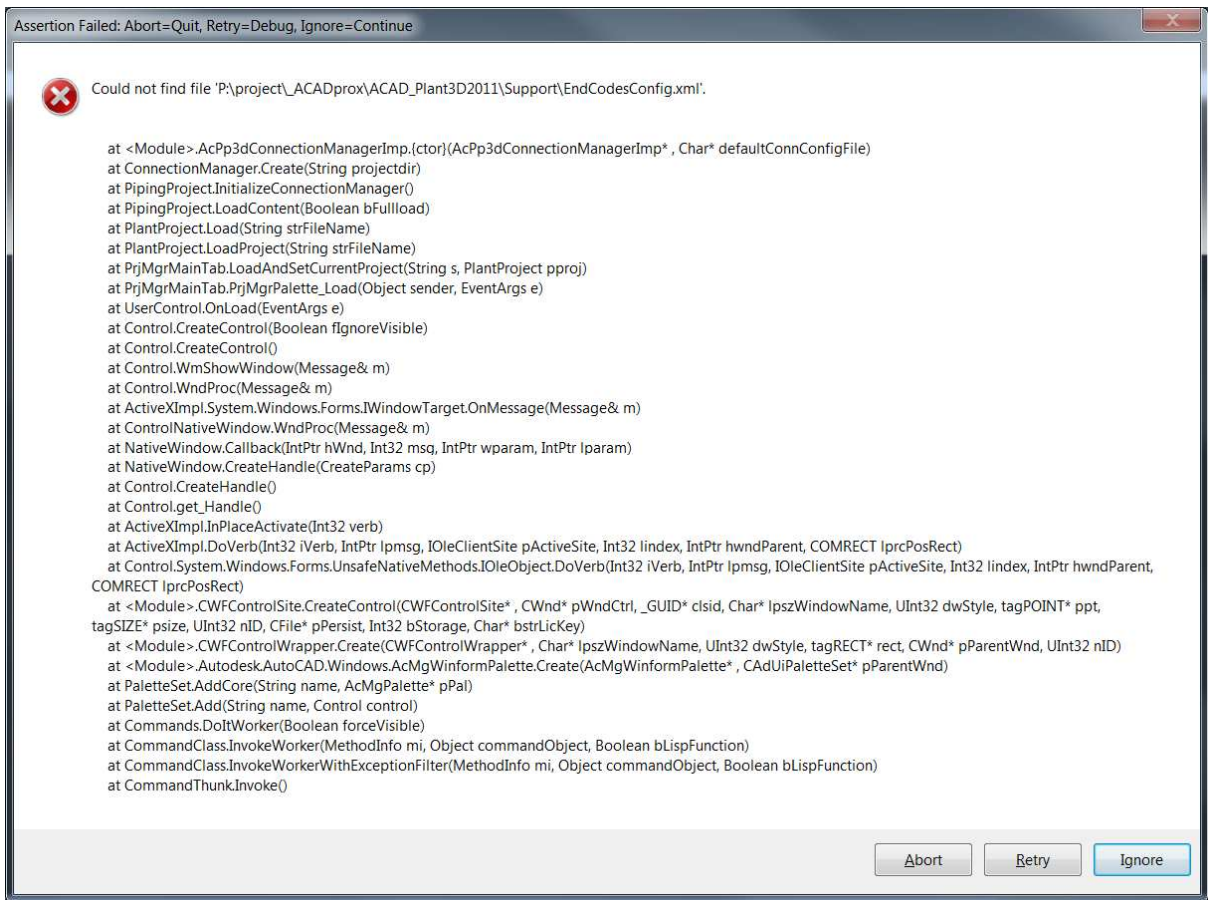 Assertion Failed: Abort=Quit, Retry=Debug, Ignore=Continue
Could not find file 'P:\project\_ACADprox\ACAD_Plant3D2011\Support\EndCodesConfig.xml'.
at <Module>.AcPp3dConnectionManagerImp.{ctor}(AcPp3dConnectionManagerImp* , Char* defaultConnConfigFile)
at ConnectionManager.Create(String projectdir)
at PipingProject.InitializeConnectionManager()
at PipingProject.LoadContent(Boolean bFullload)
at PlantProject.Load(String strFileName)
at PlantProject.LoadProject(String strFileName)
at PrjMgrMainTab.LoadAndSetCurrentProject(String s, PlantProject pproj)
at PrjMgrMainTab.PrjMgrPalette_Load(Object sender, EventArgs e)
at UserControl.OnLoad(EventArgs e)
at Control.CreateControl(Boolean fIgnoreVisible)
at Control.CreateControl()
at Control.WmShowWindow(Message& m)
at Control.WndProc(Message& m)
at ActiveXImpl.System.Windows.Forms.IWindowTarget.OnMessage(Message& m)
at ControlNativeWindow.WndProc(Message& m)
at NativeWindow.Callback(IntPtr hWnd, Int32 msg, IntPtr wparam, IntPtr lparam)
at NativeWindow.CreateHandle(CreateParams cp)
at Control.CreateHandle()
at Control.get_Handle()
at ActiveXImpl.InPlaceActivate(Int32 verb)
at ActiveXImpl.DoVerb(Int32 iVerb, IntPtr lpmsg, IOleClientSite pActiveSite, Int32 lindex, IntPtr hwndParent, COMRECT lprcPosRect)
at Control.System.Windows.Forms.UnsafeNativeMethods.IOleObject.DoVerb(Int32 iVerb, IntPtr lpmsg, IOleClientSite pActiveSite, Int32 lindex, IntPtr hwndParent,
COMRECT lprcPosRect)
at <Module>.CWFControlSite.CreateControl(CWFControlSite* , CWnd* pWndCtrl, _GUID* clsid, Char* lpszWindowName, UInt32 dwStyle, tagPOINT* ppt,
tagSIZE* psize, UInt32 nID, CFile* pPersist, Int32 bStorage, Char* bstrLicKey)
at <Module>.CWFControlWrapper.Create(CWFControlWrapper* , Char* lpszWindowName, UInt32 dwStyle, tagRECT* rect, CWnd* pParentWnd, UInt32 nID)
at <Module>.Autodesk.AutoCAD.Windows.AcMgWinformPalette.Create(AcMgWinformPalette* , CAdUiPaletteSet* pParentWnd)
at PaletteSet.AddCore(String name, AcMgPalette* pPal)
at PaletteSet.Add(String name, Control control)
at Commands.DoItWorker(Boolean forceVisible)
at CommandClass.InvokeWorker(MethodInfo mi, Object commandObject, Boolean bLispFunction)
at CommandClass.InvokeWorkerWithExceptionFilter(MethodInfo mi, Object commandObject, Boolean bLispFunction)
at CommandThunk.Invoke()
Abort Retry Ignore